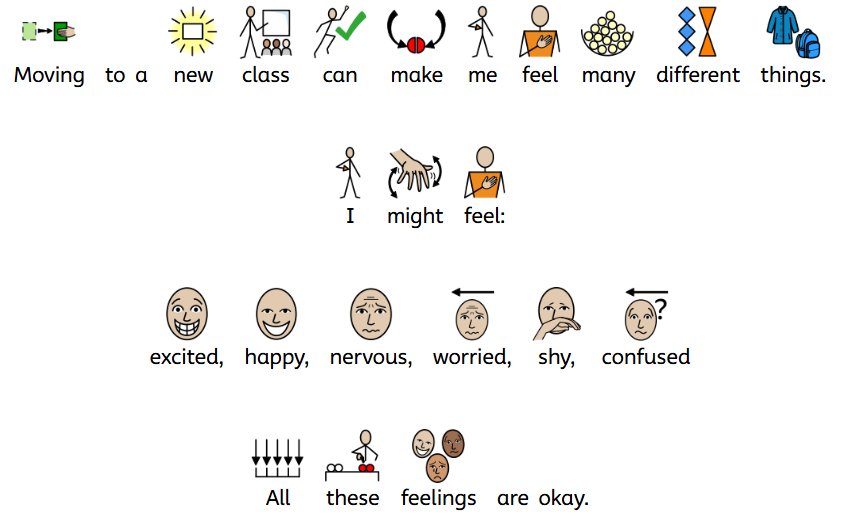 Moving to a new class can make me feel many different things.
I might feel:
excited, happy, nervous, worried, shy, confused
All these feelings are okay.